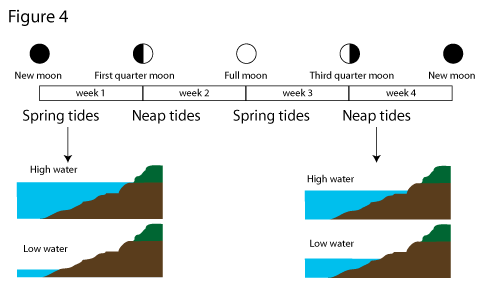 Figure 4
New moon First quarter moon Full moon Third quarter moon New moon
week 1 week 2 week 3 week 4
Spring tides Neap tides Spring tides Neap tides
High water High water
Low water Low water